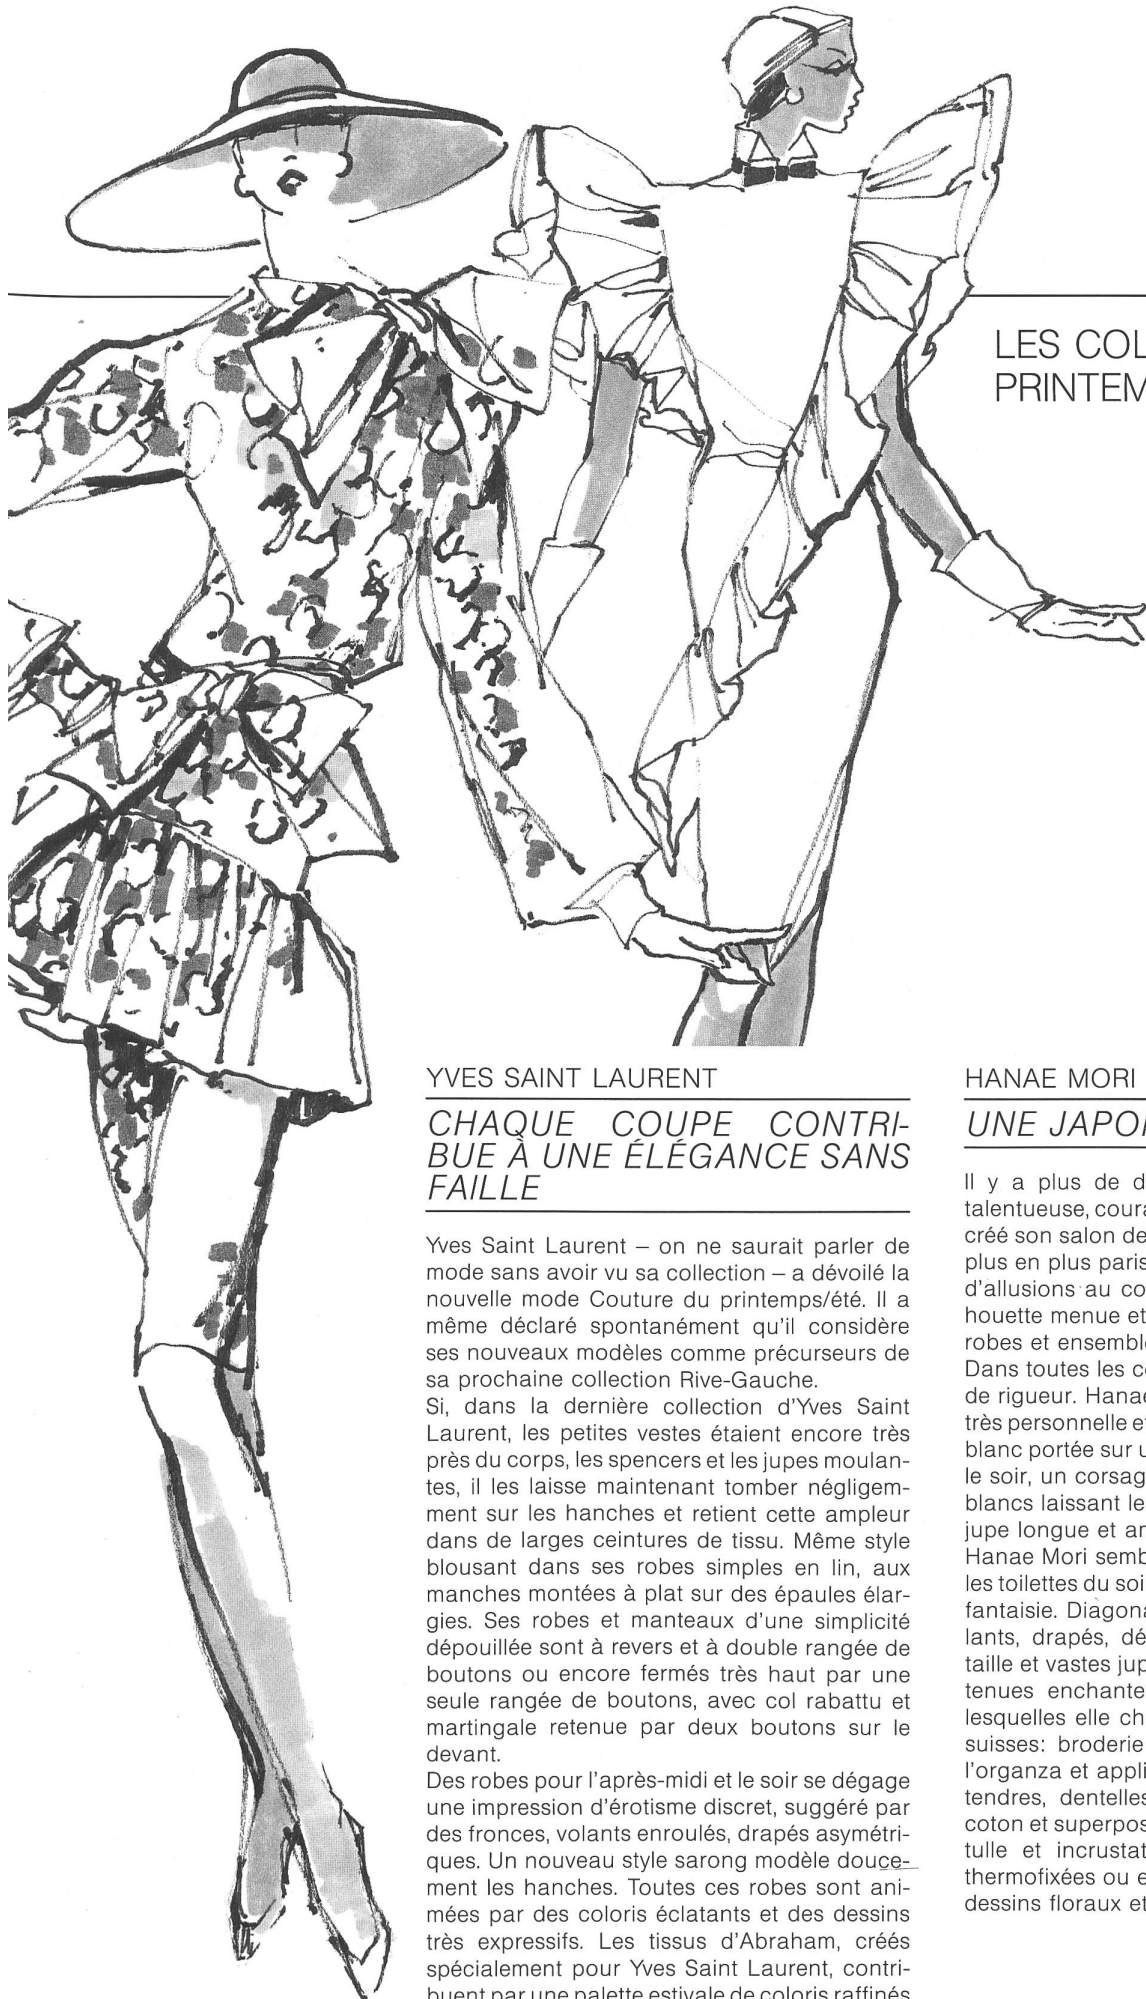 LES COL
PRINTEM
YVES SAINT LAURENT
CHAQUE COUPE CONTRI-
BUE À UNE ÉLÉGANCE SANS
FAILLE
Yves Saint Laurent – on ne saurait parler de
mode sans avoir vu sa collection – a dévoilé la
nouvelle mode Couture du printemps/été. Il a
même déclaré spontanément qu'il considère
ses nouveaux modèles comme précurseurs de
sa prochaine collection Rive-Gauche.
Si, dans la dernière collection d'Yves Saint
Laurent, les petites vestes étaient encore très
près du corps, les spencers et les jupes moulan-
tes, il les laisse maintenant tomber négligem-
ment sur les hanches et retient cette ampleur
dans de larges ceintures de tissu. Même style
blousant dans ses robes simples en lin, aux
manches montées à plat sur des épaules élar-
gies. Ses robes et manteaux d'une simplicité
dépouillée sont à revers et à double rangée de
boutons ou encore fermés très haut par une
seule rangée de boutons, avec col rabattu et
martingale retenue par deux boutons sur le
devant.
Des robes pour l'après-midi et le soir se dégage
une impression d'érotisme discret, suggéré par
des fronces, volants enroulés, drapés asymétri-
ques. Un nouveau style sarong modèle douce-
ment les hanches. Toutes ces robes sont ani-
mées par des coloris éclatants et des dessins
très expressifs. Les tissus d'Abraham, créés
spécialement pour Yves Saint Laurent, contri-
buent par une palette estivale de coloris raffinés
HANAE MORI
UNE JAPO
Il y a plus de d
talentueuse, coura
créé son salon de
plus en plus paris
d'allusions au co
houette menue et
robes et ensembl
Dans toutes les c
de rigueur. Hanae
très personnelle e
blanc portée sur u
le soir, un corsag
blancs laissant le
jupe longue et a
Hanae Mori semb
les toilettes du soi
fantaisie. Diagona
lants, drapés, dé
taille et vastes jup
tenues enchante
lesquelles elle ch
suisses: broderie
l'organza et appli
tendres, dentelles
coton et superpos
tulle et incrustat
thermofixées ou e
dessins floraux et